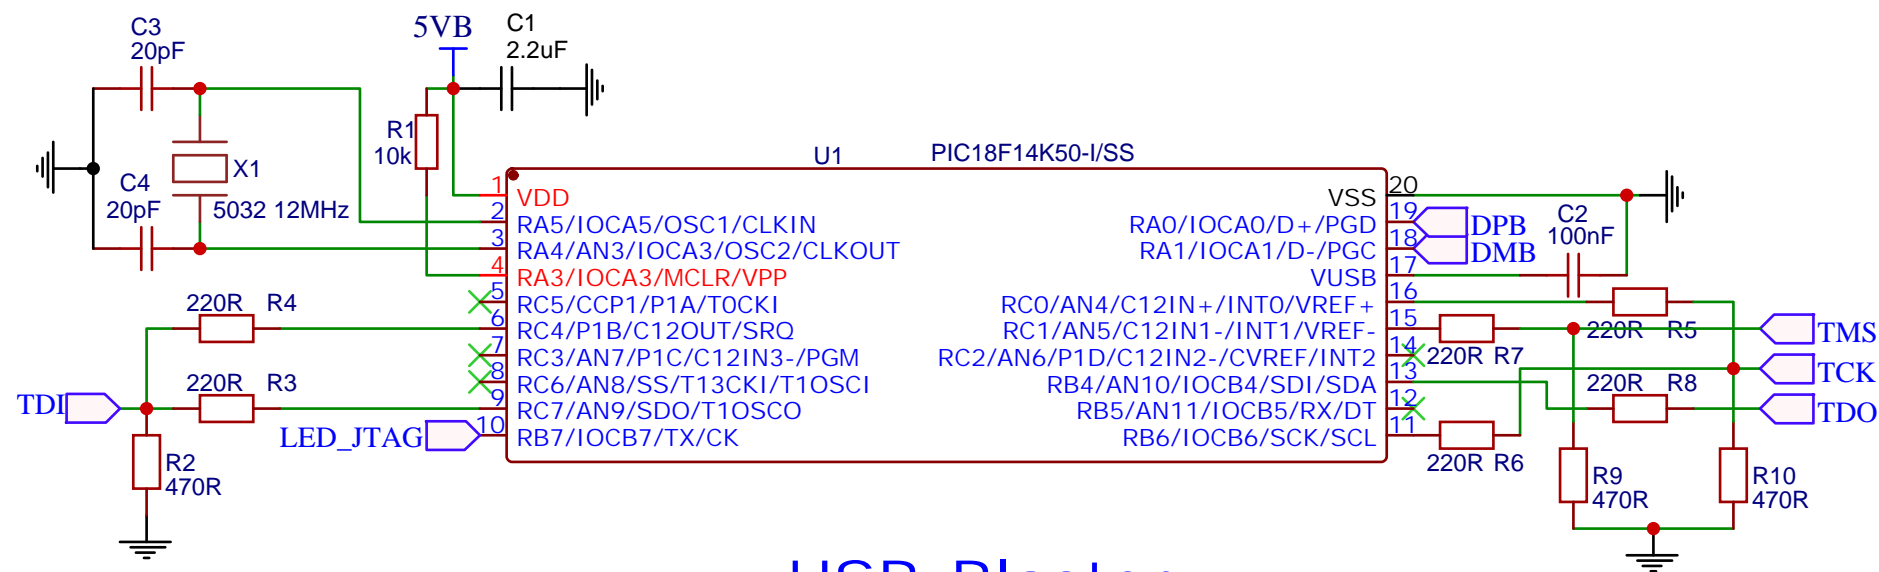 C3
20pF
5VB
C1
2.2uF
R1
10k
X1
5032 12MHz
C4
20pF
U1
PIC18F14K50-I/SS
1
VDD
2
RA5/IOCA5/OSC1/CLKIN
3
RA4/AN3/IOCA3/OSC2/CLKOUT
4
RA3/IOCA3/MCLR/VPP
5
RC5/CCP1/P1A/T0CKI
6
RC4/P1B/C12OUT/SRQ
7
RC3/AN7/P1C/C12IN3-/PGM
8
RC6/AN8/SS/T13CKI/T1OSCI
9
RC7/AN9/SDO/T1OSCO
10
RB7/IOCB7/TX/CK
20
VSS
19
RA0/IOCA0/D+/PGD
18
RA1/IOCA1/D-/PGC
17
VUSB
16
RC0/AN4/C12IN+/INT0/VREF+
15
RC1/AN5/C12IN1-/INT1/VREF-
14
RC2/AN6/P1D/C12IN2-/CVREF/INT2
13
RB4/AN10/IOCB4/SDI/SDA
12
RB5/AN11/IOCB5/RX/DT
11
RB6/IOCB6/SCK/SCL
220R R4
220R R3
TDI
LED_JTAG
R2
470R
DPB
DMB
C2
100nF
220R R5
220R R7
220R R8
220R R6
TMS
TCK
TDO
R9
470R
R10
470R
USB Blaster